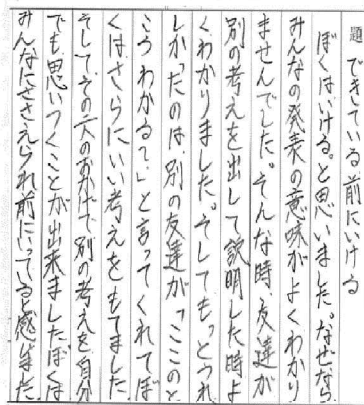 題 できている前にいける
ぼくはいける。と思いました。なぜなら
みんなの発表の意味がよくわかり
ませんでした。そんな時、友達が
別の考えを出して説明した時よ
くわかりました。そしてもっとうれ
しかったのは、別の友達が「ここのと
こうわかる?」と言ってくれてぼ
くはさらにいい考えをもてました
そしてその人のおかげで別の考えを自分
でも思いつくことが出来ましたぼくは
みんなにささえられ前にいっていると感じました。